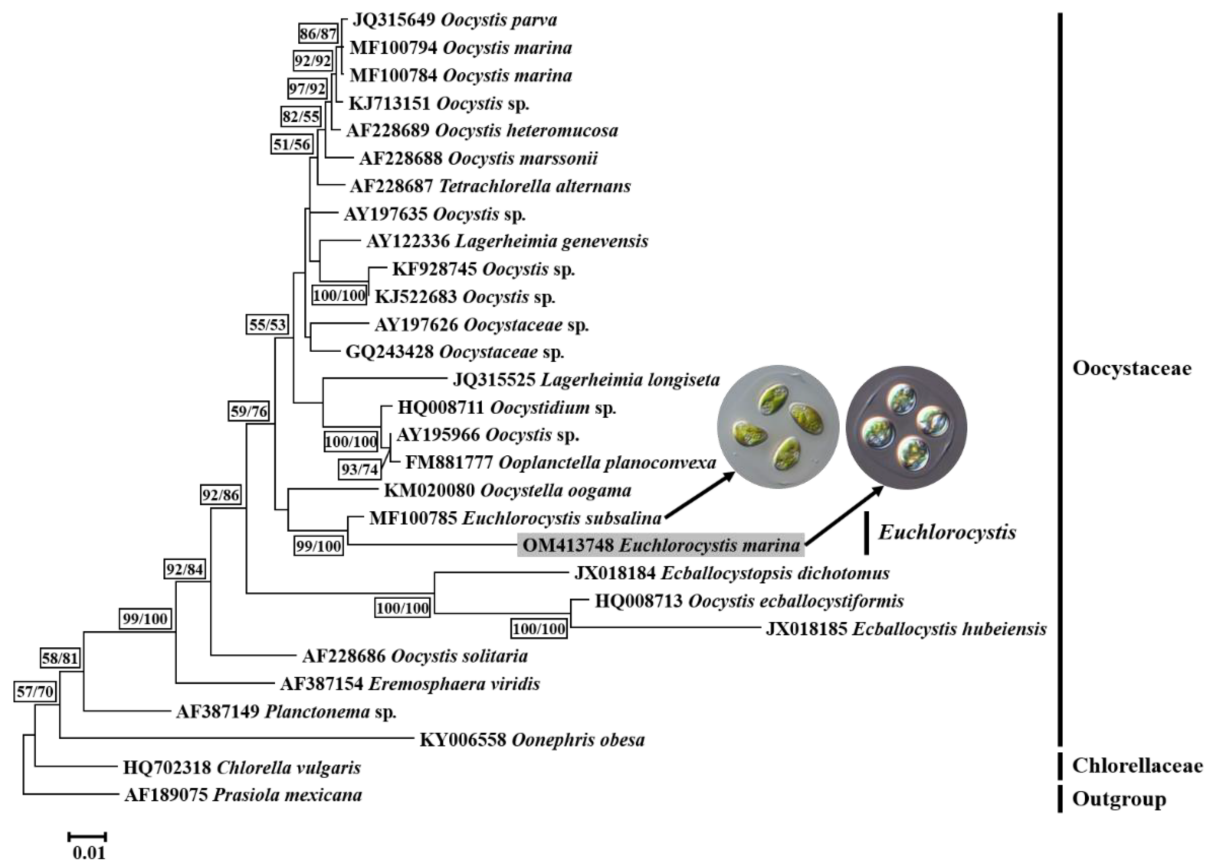 JQ315649 Oocystis parva
86/87
MF100794 Oocystis marina
92/92
MF100784 Oocystis marina
97/92
KJ713151 Oocystis sp.
82/55
AF228689 Oocystis heteromucosa
51/56
AF228688 Oocystis marssonii
AF228687 Tetrachlorella alternans
AY197635 Oocystis sp.
AY122336 Lagerheimia genevensis
KF928745 Oocystis sp.
100/100
KJ522683 Oocystis sp.
55/53
AY197626 Oocystaceae sp.
GQ243428 Oocystaceae sp.
Oocystaceae
JQ315525 Lagerheimia longiseta
59/76
HQ008711 Oocystidium sp.
100/100
AY195966 Oocystis sp.
93/74
FM881777 Ooplanctella planoconvexa
KM020080 Oocystella oogama
92/86
MF100785 Euchlorocystis subsalina
Euchlorocystis
99/100
OM413748 Euchlorocystis marina
92/84
JX018184 Ecballocystopsis dichotomus
100/100
HQ008713 Oocystis ecballocystiformis
100/100
JX018185 Ecballocystis hubeiensis
99/100
AF228686 Oocystis solitaria
58/81
AF387154 Eremosphaera viridis
57/70
AF387149 Planctonema sp.
KY006558 Oonephris obesa
HQ702318 Chlorella vulgaris
Chlorellaceae
AF189075 Prasiola mexicana
Outgroup
0.01